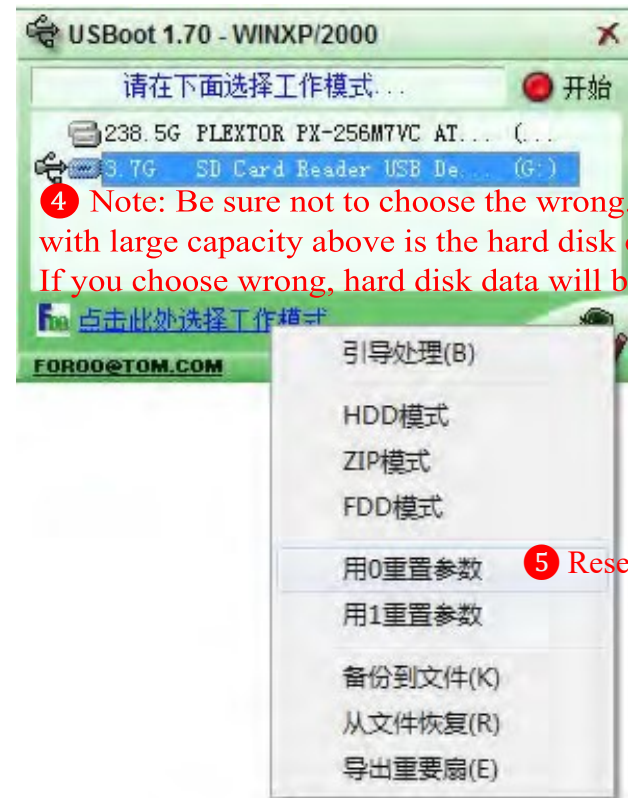 USBoot 1.70 - WINXP/2000
请在下面选择工作模式...
开始
238.5G PLEXTOR PX-256M7VC AT... (...
3.7G SD Card Reader USB De... (G:)
4 Note: Be sure not to choose the wrong,
with large capacity above is the hard disk
If you choose wrong, hard disk data will b
点击此处选择工作模式
FOROO@TOM.COM
引导处理(B)
HDD模式
ZIP模式
FDD模式
用0重置参数
5 Rese
用1重置参数
备份到文件(K)
从文件恢复(R)
导出重要扇(E)